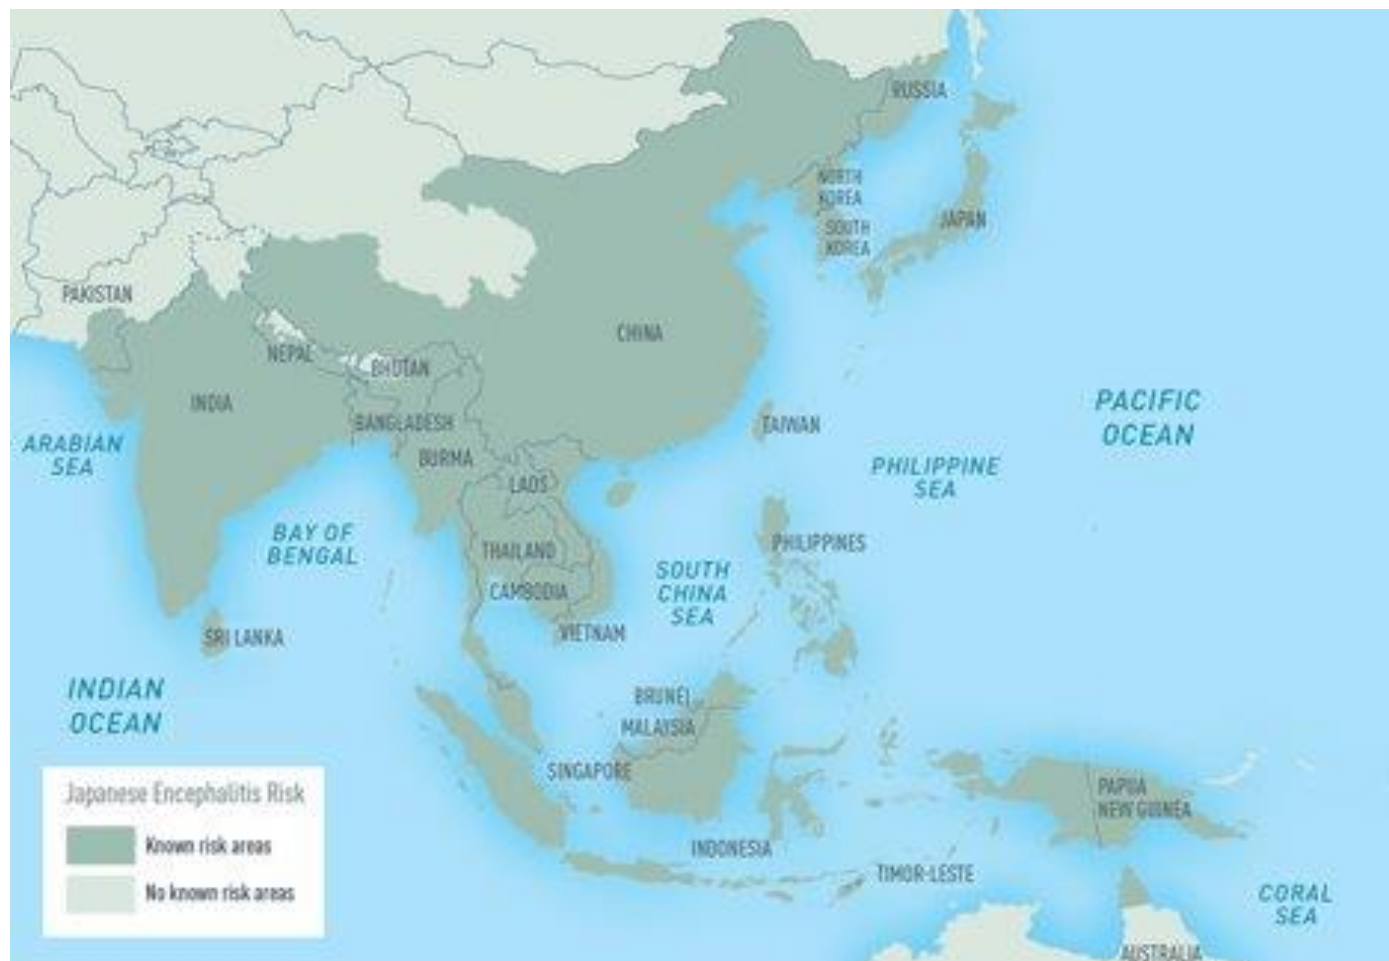 RUSSIA
NORTH
KOREA
SOUTH
KOREA
JAPAN
PAKISTAN
CHINA
NEPAL
BHUTAN
INDIA
BANGLADESH
TAIWAN
BURMA
LAOS
ARABIAN
SEA
PACIFIC
OCEAN
PHILIPPINE
SEA
BAY OF
BENGAL
THAILAND
PHILIPPINES
CAMBODIA
SOUTH
CHINA
SEA
VIETNAM
SRI LANKA
INDIAN
OCEAN
BRUNEI
MALAYSIA
SINGAPORE
PAPUA
NEW GUINEA
INDONESIA
TIMOR-LESTE
CORAL
SEA
AUSTRALIA
Japanese Encephalitis Risk
Known risk areas
No known risk areas